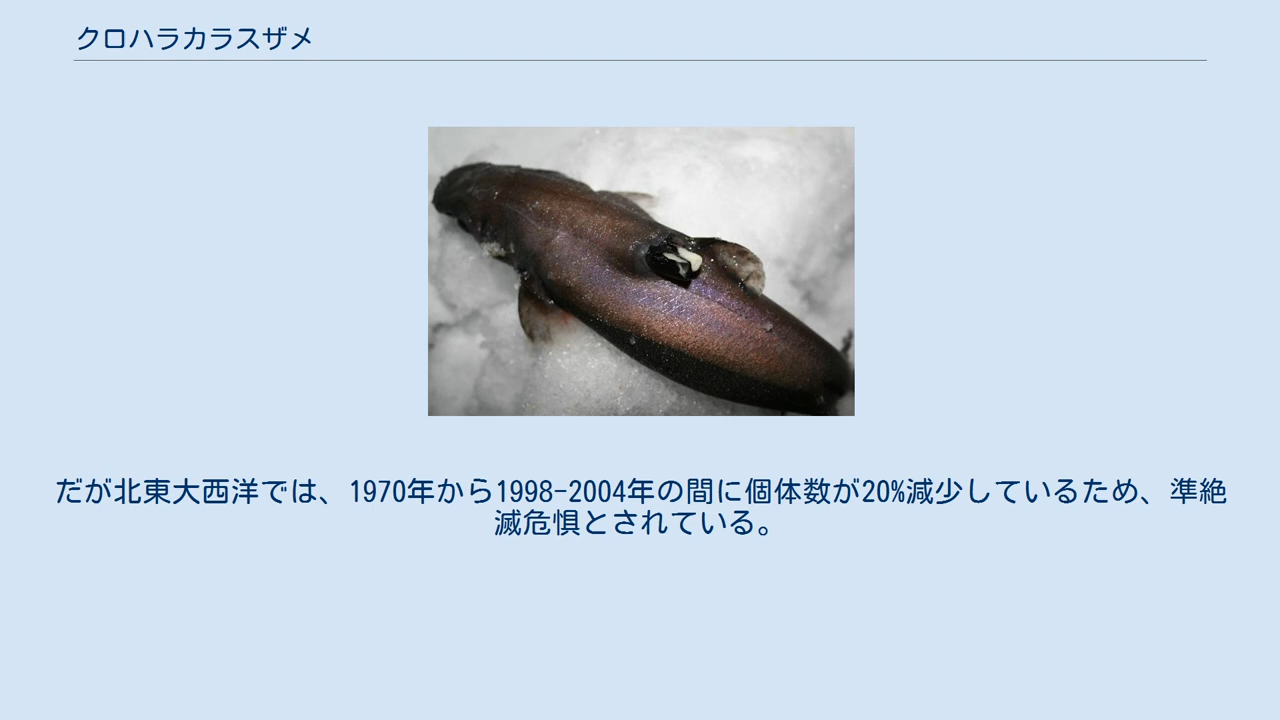 クロハラカラスザメ
だが北東大西洋では、1970年から1998-2004年の間に個体数が20%減少しているため、準絶
滅危惧とされている。